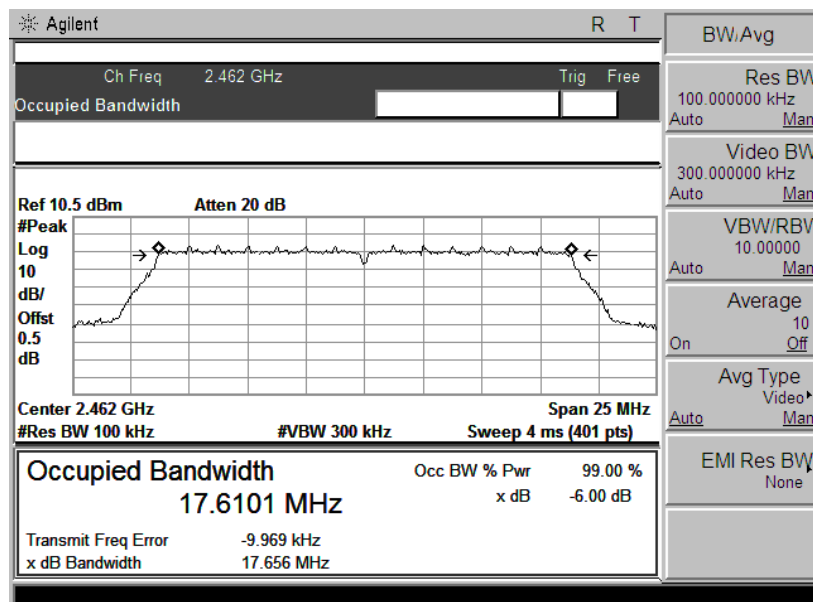 Agilent R T
Ch Freq 2.462 GHz Trig Free
Occupied Bandwidth
Ref 10.5 dBm Atten 20 dB
#Peak
Log
10
dB/
Offst
0.5
dB
Center 2.462 GHz Span 25 MHz
#Res BW 100 kHz #VBW 300 kHz Sweep 4 ms (401 pts)
Occupied Bandwidth
17.6101 MHz
Occ BW % Pwr 99.00 %
x dB -6.00 dB
Transmit Freq Error -9.969 kHz
x dB Bandwidth 17.656 MHz
BW/Avg
Res BW
100.000000 kHz
Auto Man
Video BW
300.000000 kHz
Auto Man
VBW/RBW
10.00000
Auto Man
Average
10
On Off
Avg Type
Video
Auto Man
EMI Res BW
None